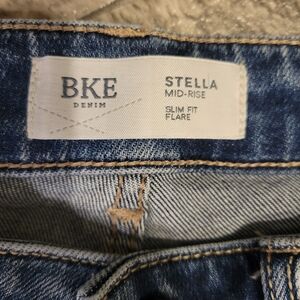 BKE
DENIM
STELLA
MID-RISE
SLIM FIT
FLARE